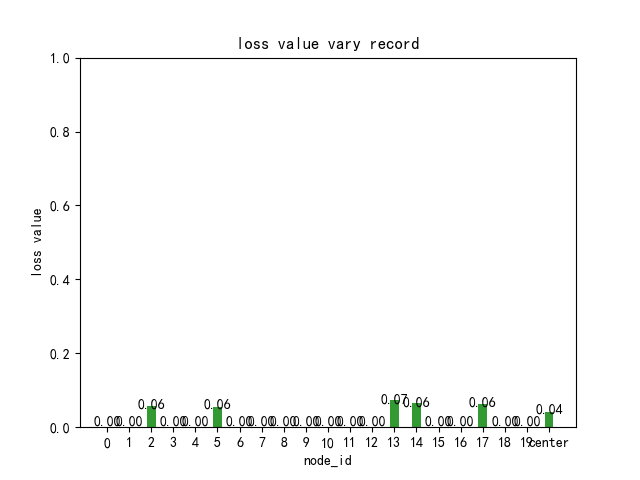 loss value vary record
1.0
0.8
0.6
0.4
0.2
0.0
loss value
0.00 0.00 0.06 0.00 0.00 0.06 0.00 0.00 0.00 0.00 0.00 0.00 0.00 0.07 0.06 0.00 0.00 0.06 0.00 0.00 0.04
0 1 2 3 4 5 6 7 8 9 10 11 12 13 14 15 16 17 18 19 center
node_id